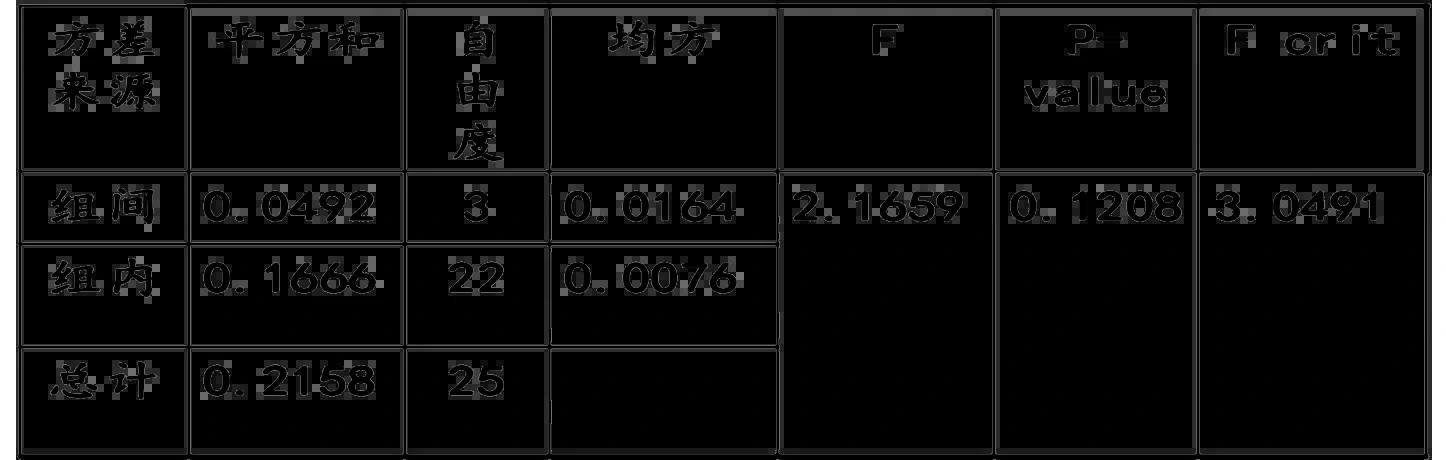 方差来源 平方和 自由度 均方 F P-value F crit
组间 0.0492 3 0.0164 2.1659 0.1208 3.0491
组内 0.1666 22 0.0076
总计 0.2158 25